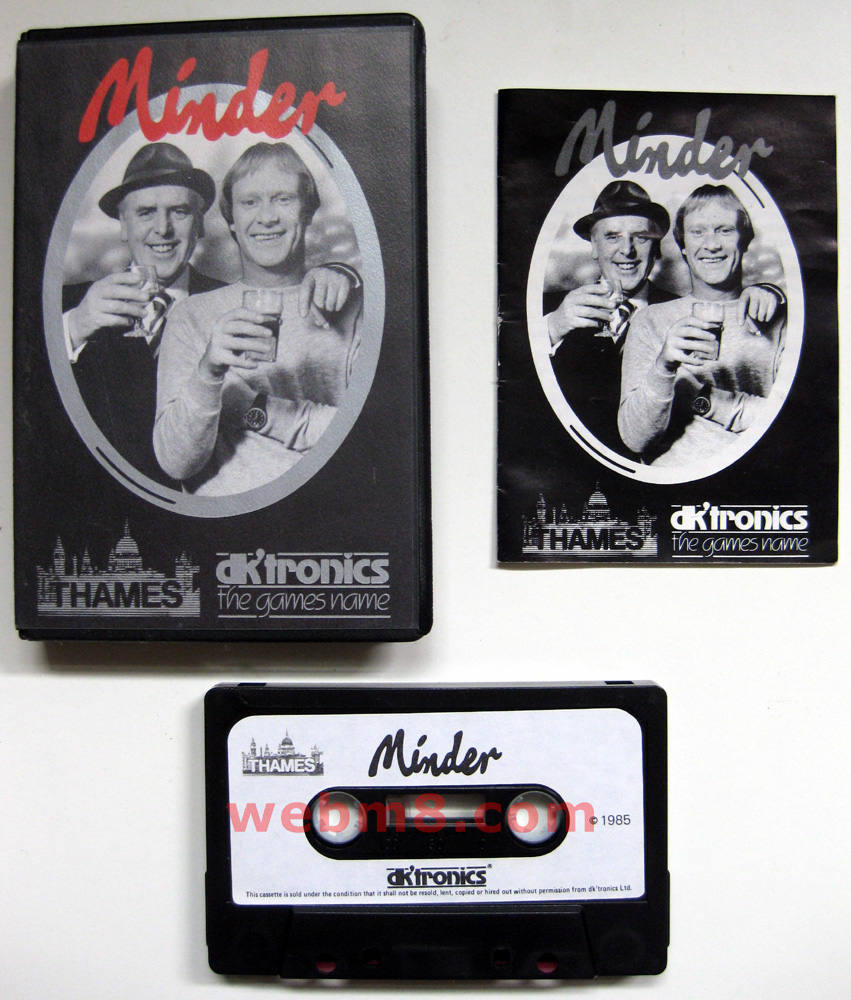 Minder
THAMES
dk'tronics
the games name
Minder
THAMES
dk'tronics
the games name
THAMES
Minder
webm8.com
© 1985
dk'tronics®
This cassette is sold under the condition that it shall not be resold, lent, copied or hired out without permission from dk'tronics Ltd.